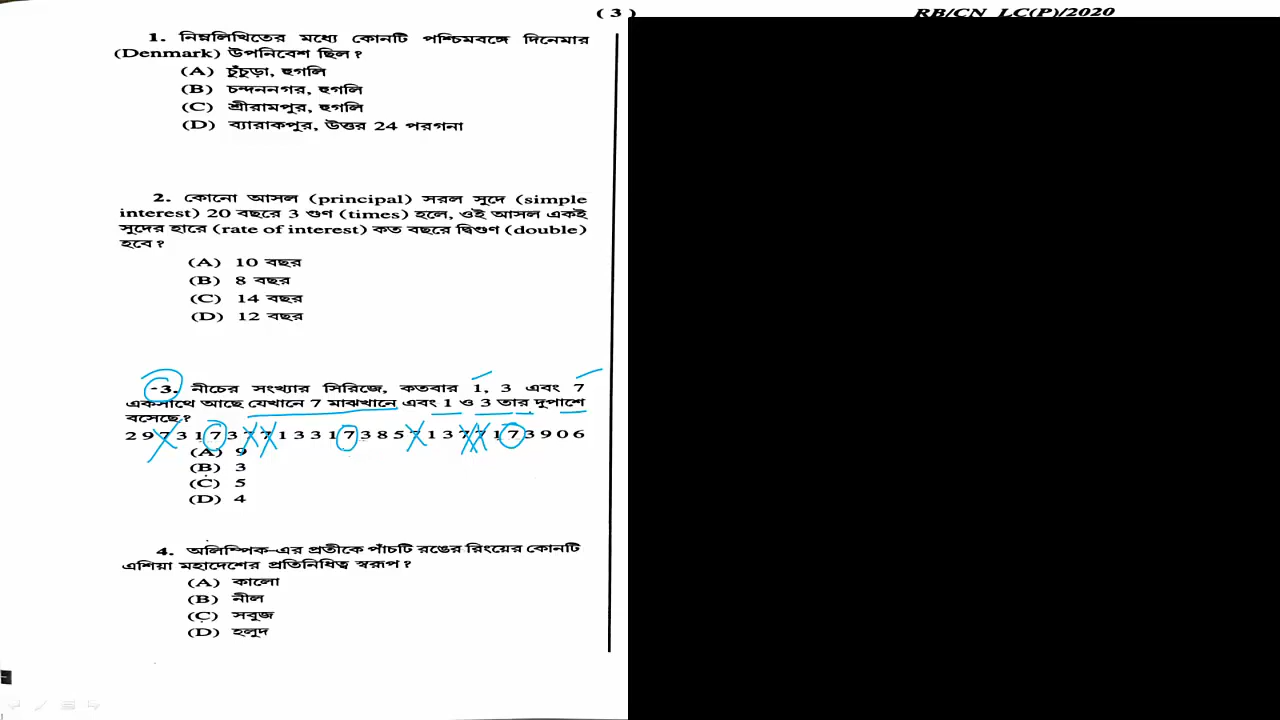 ( 3 )
RB/CN_LC(P)/2020
1. নিম্নলিখিতের মধ্যে কোনটি পশ্চিমবঙ্গে দিনেমার
(Denmark) উপনিবেশ ছিল ?
(A) চুঁচুড়া, হুগলি
(B) চন্দননগর, হুগলি
(C) শ্রীরামপুর, হুগলি
(D) ব্যারাকপুর, উত্তর 24 পরগনা
2. কোনো আসল (principal) সরল সুদে (simple
interest) 20 বছরে 3 গুণ (times) হলে, ওই আসল একই
সুদের হারে (rate of interest) কত বছরে দ্বিগুণ (double)
হবে ?
(A) 10 বছর
(B) 8 বছর
(C) 14 বছর
(D) 12 বছর
3. নীচের সংখ্যার সিরিজে, কতবার 1, 3 এবং 7
একসাথে আছে যেখানে 7 মাঝখানে এবং 1 ও 3 তার দুপাশে
বসেছে ?
2 9 7 3 1 7 3 7 7 1 3 3 1 7 3 8 5 7 1 3 7 7 1 7 3 9 0 6
(A) 9
(B) 3
(C) 5
(D) 4
4. অলিম্পিক-এর প্রতীকে পাঁচটি রঙের রিংয়ের কোনটি
এশিয়া মহাদেশের প্রতিনিধিত্ব স্বরূপ ?
(A) কালো
(B) নীল
(C) সবুজ
(D) হলুদ